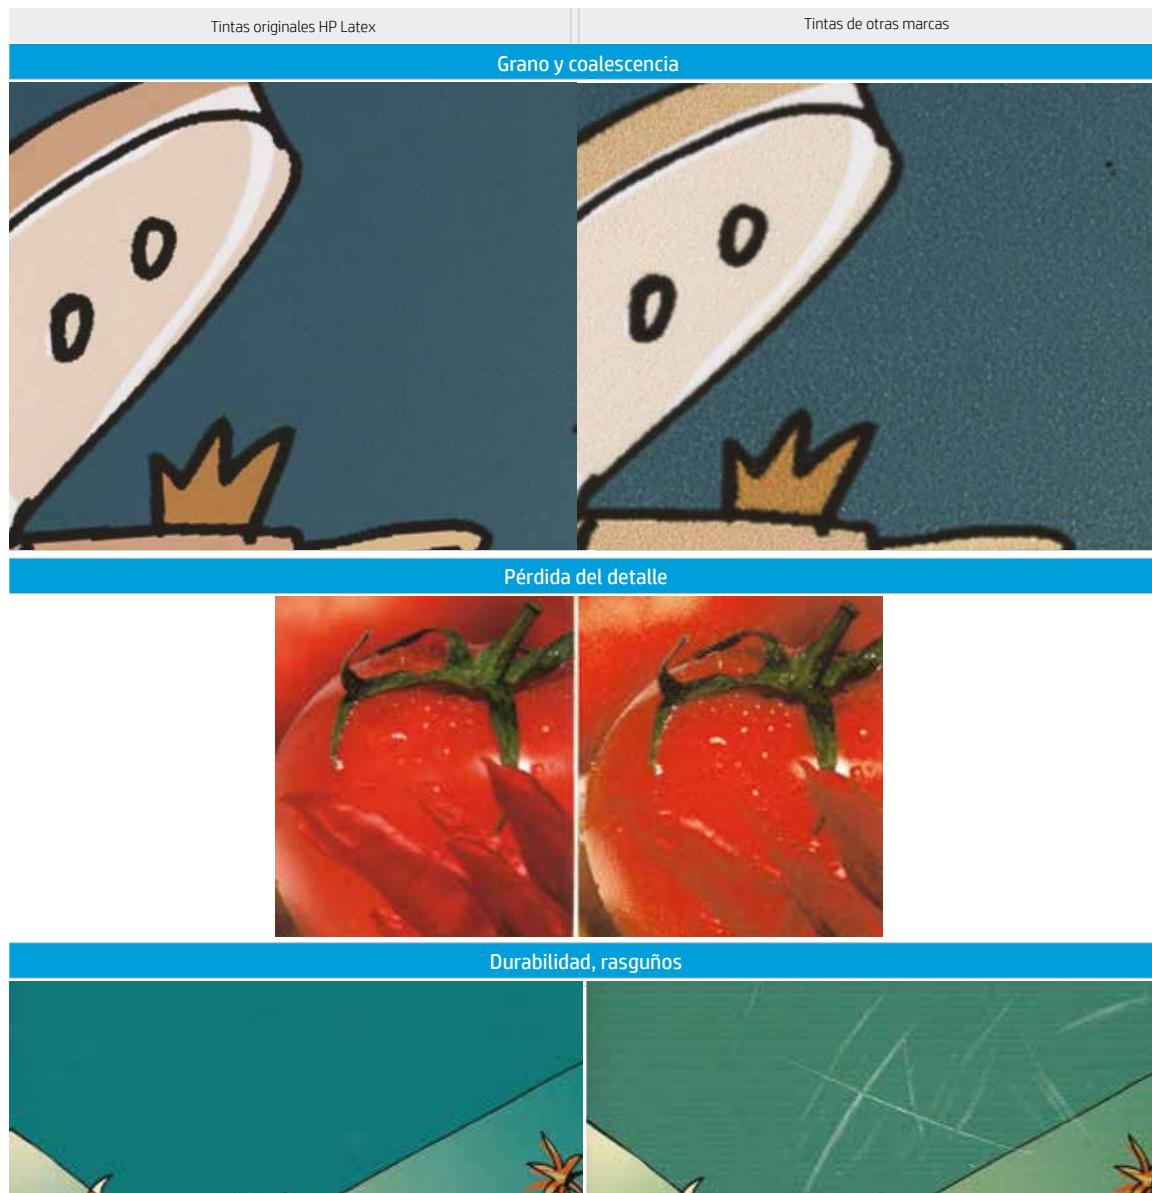 Tintas originales HP Latex
Tintas de otras marcas
Grano y coalescencia
Pérdida del detalle
Durabilidad, rasguños